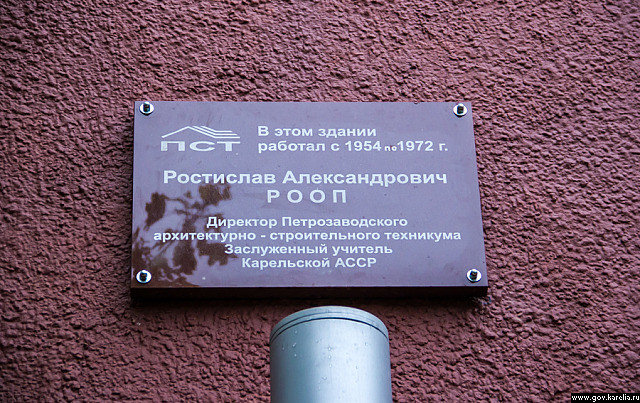 В этом здании
ПСТ
работал с 1954 по 1972 г.
Ростислав Александрович
РООП
Директор Петрозаводского
архитектурно - строительного техникума
Заслуженный учитель
Карельской АССР
www.gov.karelia.ru